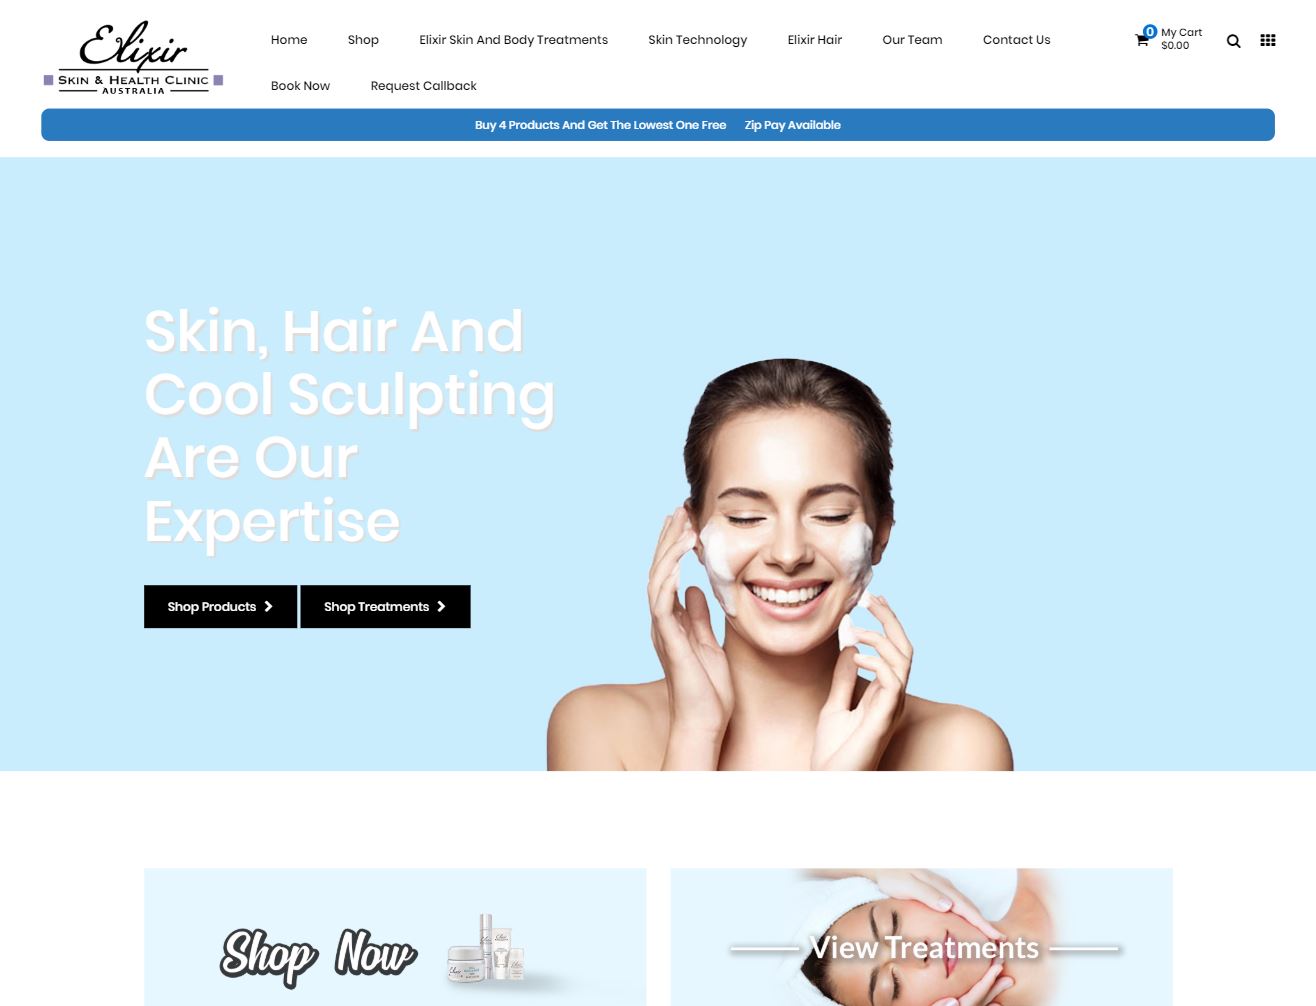 Elixir
SKIN & HEALTH CLINIC
AUSTRALIA
Home
Shop
Elixir Skin And Body Treatments
Skin Technology
Elixir Hair
Our Team
Contact Us
Book Now
Request Callback
0
My Cart
$0.00
Buy 4 Products And Get The Lowest One Free
Zip Pay Available
Skin, Hair And
Cool Sculpting
Are Our
Expertise
Shop Products
Shop Treatments
Shop Now
Elixir
Elixir
View Treatments